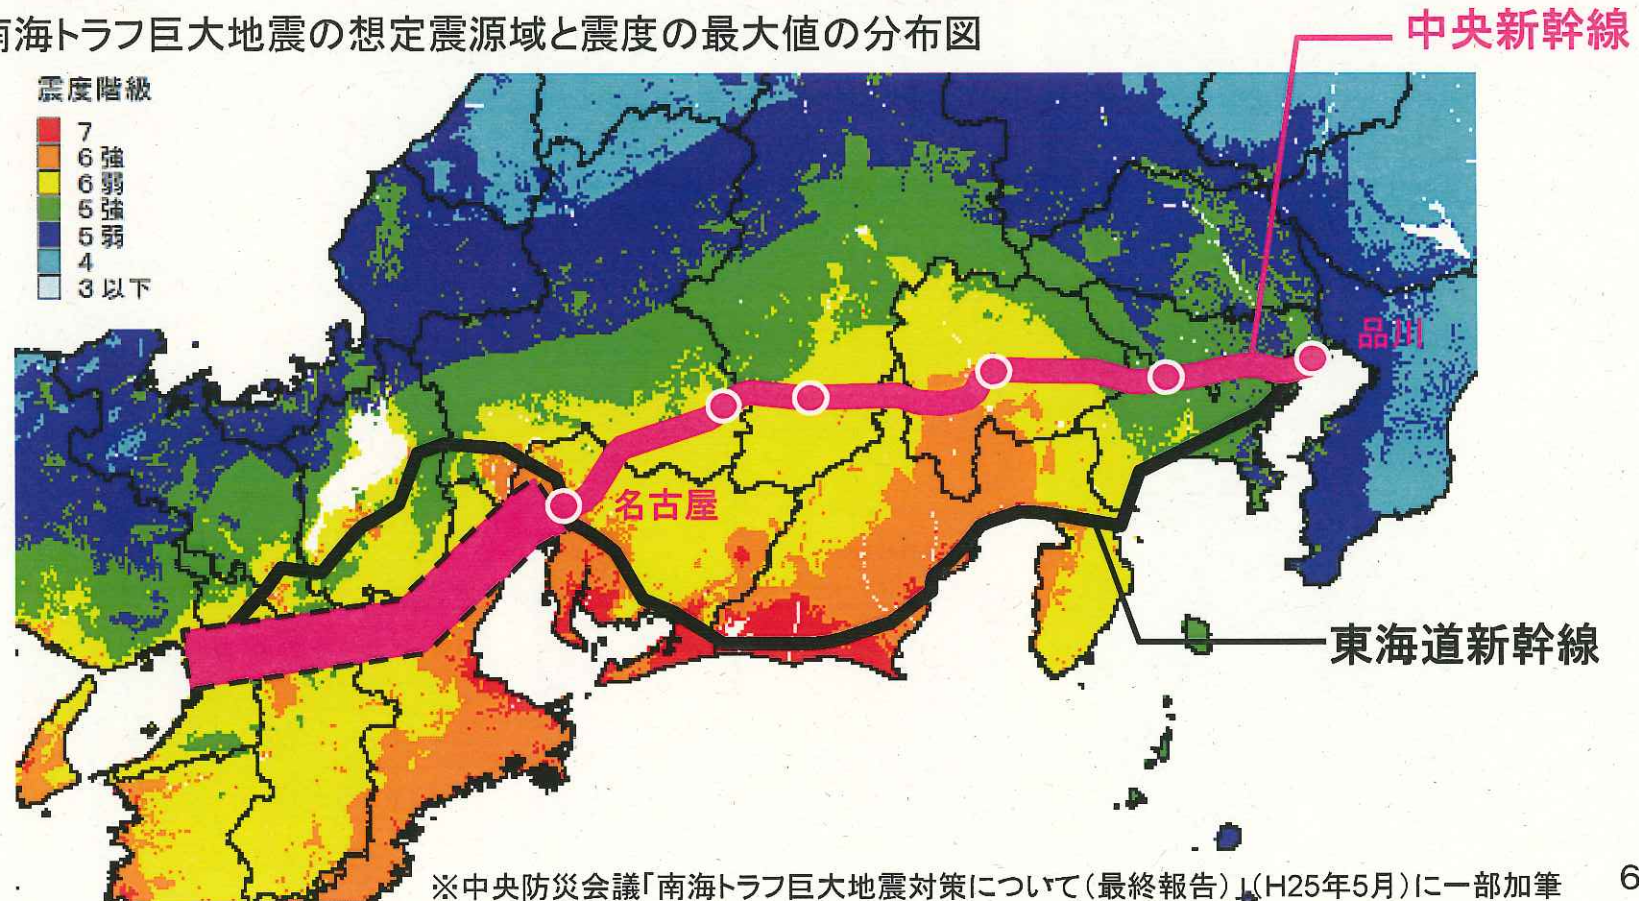 南海トラフ巨大地震の想定震源域と震度の最大値の分布図
中央新幹線
震度階級
7
6強
6弱
5強
5弱
4
3以下
品川
名古屋
東海道新幹線
※中央防災会議「南海トラフ巨大地震対策について(最終報告)」(H25年5月)に一部加筆
6